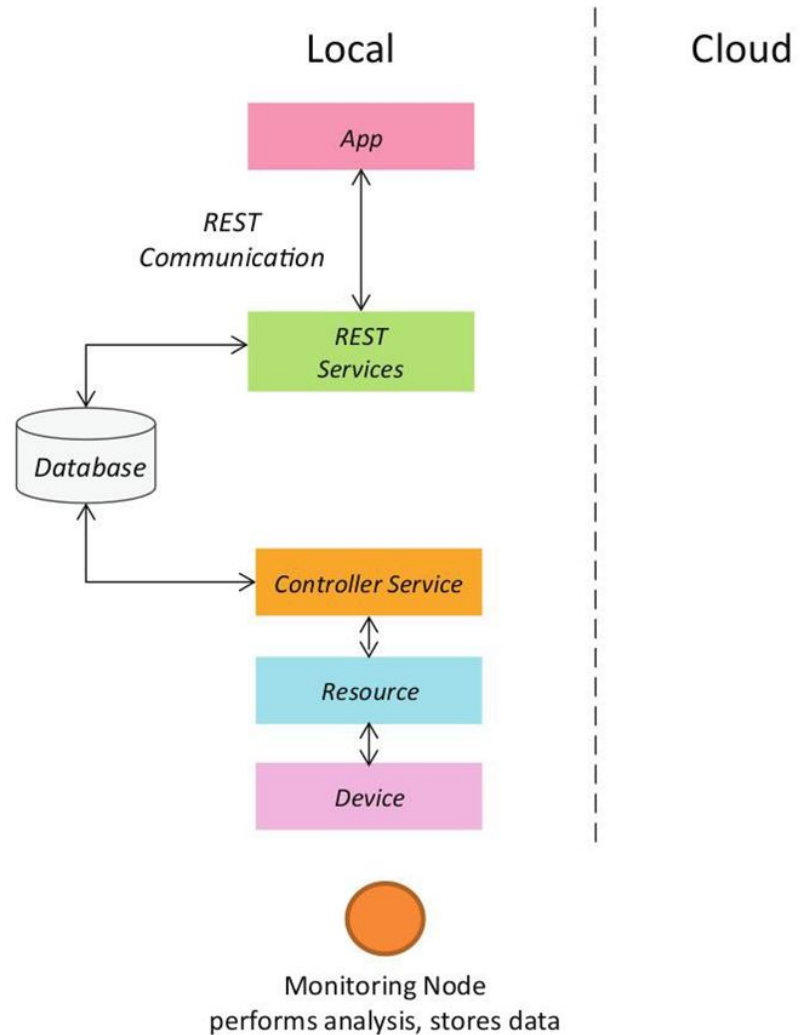 Local
Cloud
App
REST
Communication
REST
Services
Database
Controller Service
Resource
Device
Monitoring Node
performs analysis, stores data